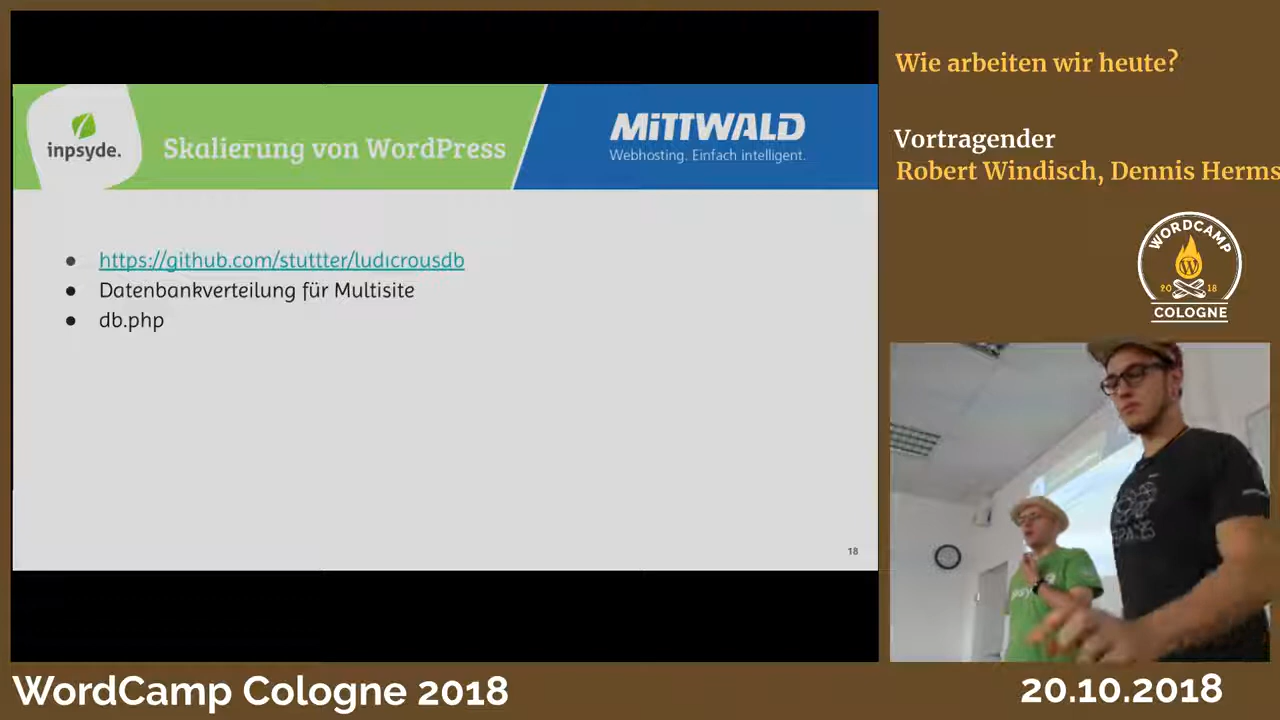 inpsyde.
Skalierung von WordPress
MITTWALD
Webhosting. Einfach intelligent.
https://github.com/stuttter/ludicrousdb
Datenbankverteilung für Multisite
db.php
18
Wie arbeiten wir heute?
Vortragender
Robert Windisch, Dennis Herms
WORDCAMP
2018
COLOGNE
WordCamp Cologne 2018
20.10.2018